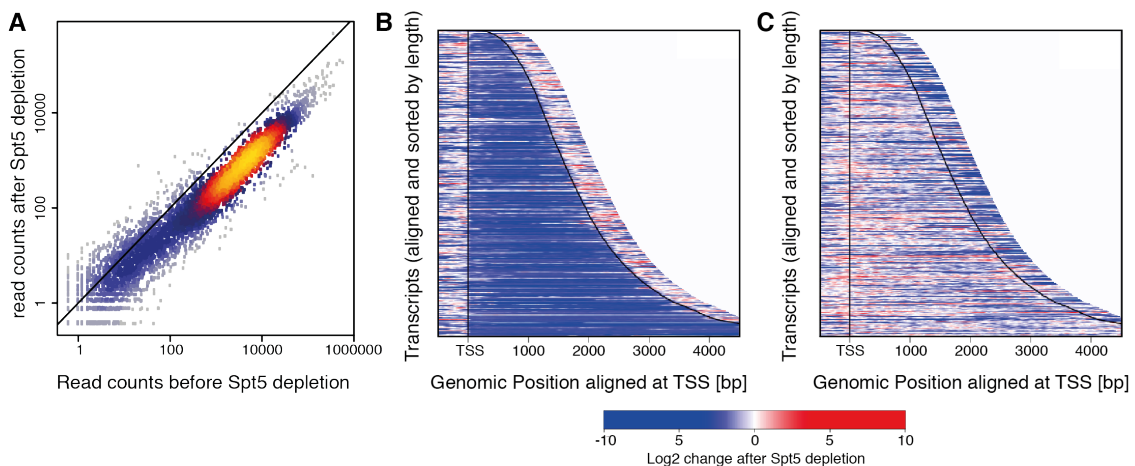 A
read counts after Spt5 depletion
10000
100
1
1
100
10000
1000000
Read counts before Spt5 depletion
B
Transcripts (aligned and sorted by length)
TSS
1000
2000
3000
4000
Genomic Position aligned at TSS [bp]
C
Transcripts (aligned and sorted by length)
TSS
1000
2000
3000
4000
Genomic Position aligned at TSS [bp]
-10
5
0
5
10
Log2 change after Spt5 depletion